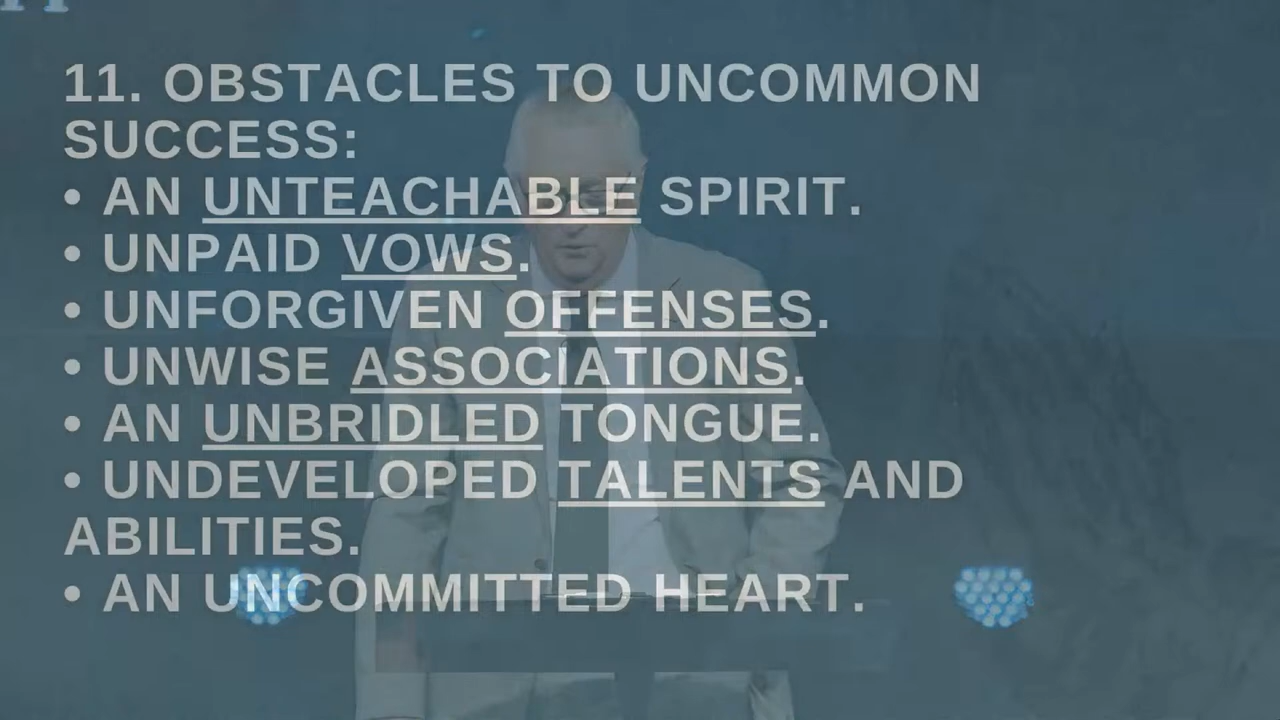 11. OBSTACLES TO UNCOMMON
SUCCESS:
• AN UNTEACHABLE SPIRIT.
• UNPAID VOWS.
• UNFORGIVEN OFFENSES.
• UNWISE ASSOCIATIONS.
• AN UNBRIDLED TONGUE.
• UNDEVELOPED TALENTS AND
ABILITIES.
• AN UNCOMMITTED HEART.